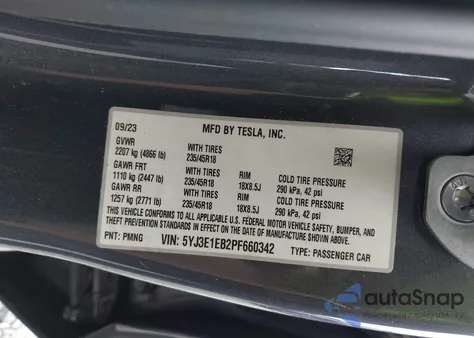 09/23 MFD BY TESLA, INC.
GVWR WITH TIRES
2207 kg (4866 lb) 235/45R18
GAWR FRT WITH TIRES RIM COLD TIRE PRESSURE
1110 kg (2447 lb) 235/45R18 18X8.5J 290 kPa, 42 psi
GAWR RR WITH TIRES RIM COLD TIRE PRESSURE
1257 kg (2771 lb) 235/45R18 18X8.5J 290 kPa, 42 psi
THIS VEHICLE CONFORMS TO ALL APPLICABLE U.S. FEDERAL MOTOR VEHICLE SAFETY, BUMPER, AND
THEFT PREVENTION STANDARDS IN EFFECT ON THE DATE OF MANUFACTURE
SHOWN ABOVE.
PNT: PMNG VIN: 5YJ3E1EB2PF660342 TYPE: PASSENGER CAR
autoSnap